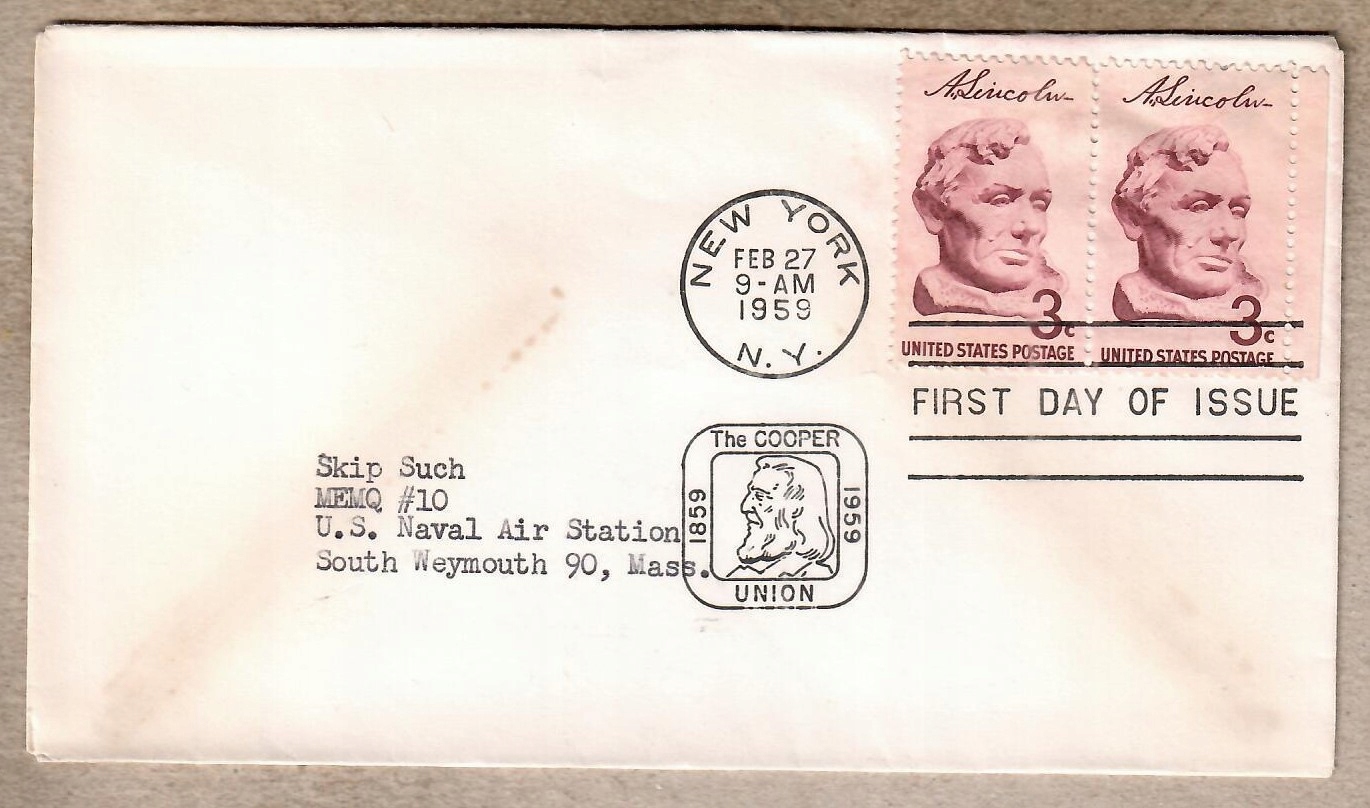 A.Lincoln-
A.Lincoln-
3c
3c
UNITED STATES POSTAGE
UNITED STATES POSTAGE
NEW YORK
FEB 27
9-AM
1959
N.Y.
FIRST DAY OF ISSUE
The COOPER
1859
1959
UNION
Skip Such
MEMQ #10
U.S. Naval Air Station
South Weymouth 90, Mass.